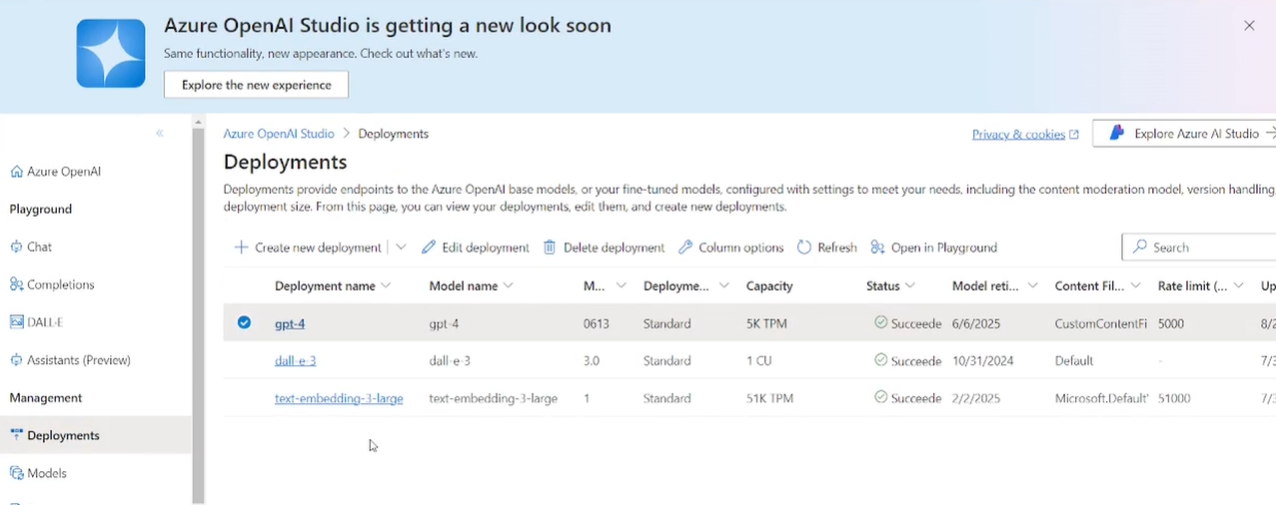 Azure OpenAI Studio is getting a new look soon
Same functionality, new appearance. Check out what's new.
Explore the new experience
Azure OpenAI Studio > Deployments
Privacy & cookies
Explore Azure AI Studio
Azure OpenAI
Playground
Chat
Completions
DALL-E
Assistants (Preview)
Management
Deployments
Models
Deployments
Deployments provide endpoints to the Azure OpenAI base models, or your fine-tuned models, configured with settings to meet your needs, including the content moderation model, version handling,
deployment size. From this page, you can view your deployments, edit them, and create new deployments.
Create new deployment Edit deployment Delete deployment Column options Refresh Open in Playground Search
Deployment name Model name M... Deployme... Capacity Status Model reti... Content Fil... Rate limit (... Up
gpt-4 gpt-4 0613 Standard 5K TPM Succeede 6/6/2025 CustomContentFi 5000 8/2
dall-e-3 dall-e-3 3.0 Standard 1 CU Succeede 10/31/2024 Default - 7/3
text-embedding-3-large text-embedding-3-large 1 Standard 51K TPM Succeede 2/2/2025 Microsoft.Default' 51000 7/3